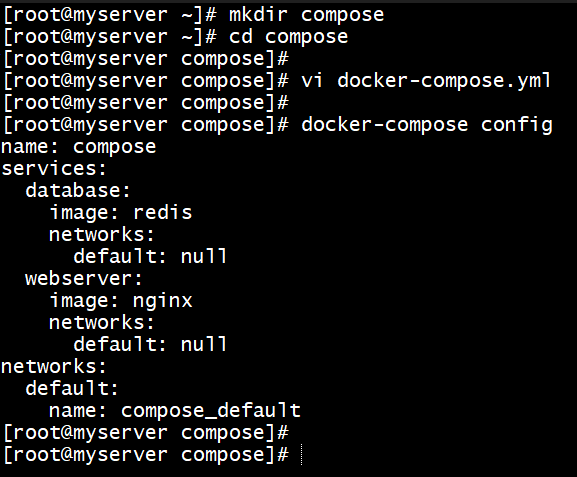 [root@myserver ~]# mkdir compose
[root@myserver ~]# cd compose
[root@myserver compose]#
[root@myserver compose]# vi docker-compose.yml
[root@myserver compose]#
[root@myserver compose]# docker-compose config
name: compose
services:
  database:
    image: redis
    networks:
      default: null
  webserver:
    image: nginx
    networks:
      default: null
networks:
  default:
    name: compose_default
[root@myserver compose]#
[root@myserver compose]#